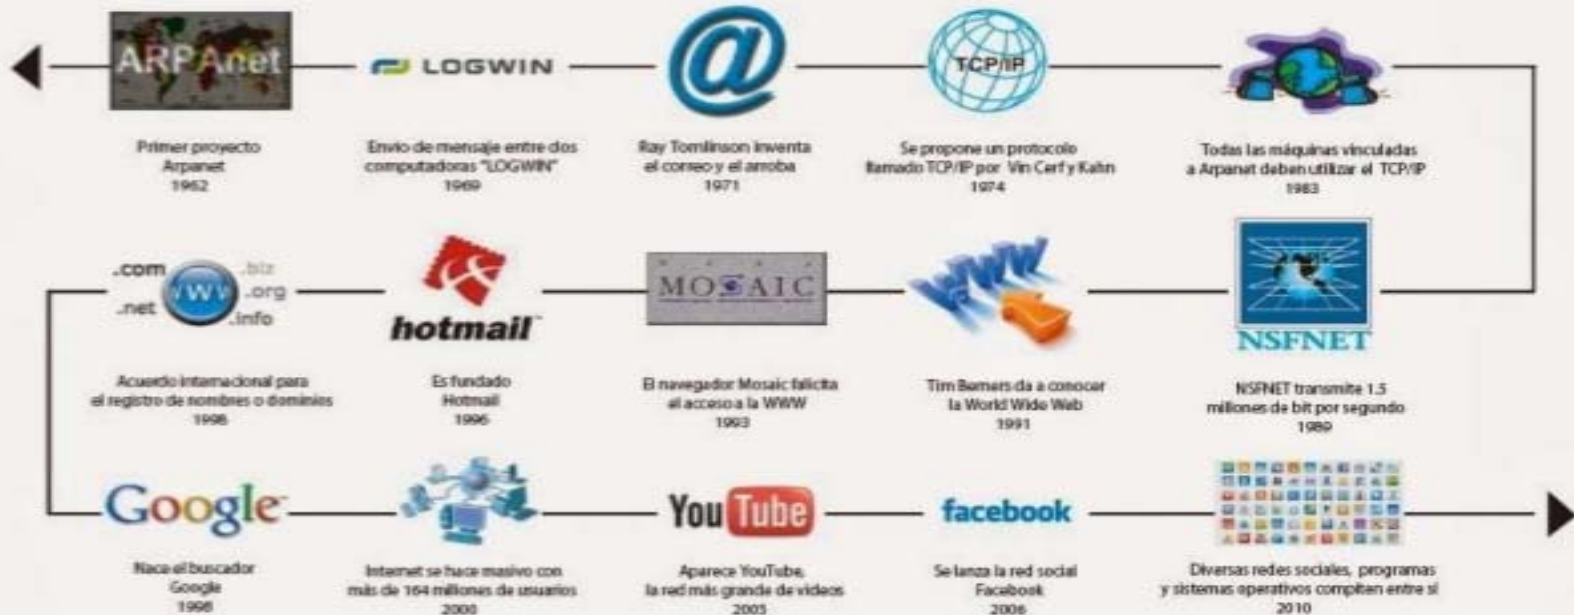 ARPAnet
Primer proyecto
Arpanet
1962
LOGWIN
Envio de mensaje entre dos
computadoras "LOGWIN"
1969
@
Ray Tomlinson inventa
el correo y el arroba
1971
TCP/IP
Se propone un protocolo
llamado TCP/IP por Vin Cerf y Kahn
1974
Todas las máquinas vinculadas
a Arpanet deben utilizar el TCP/IP
1983
.com
.biz
.net
.org
.info
Acuerdo internacional para
el registro de nombres o dominios
1998
hotmail
Es fundado
Hotmail
1996
MOSAIC
El navegador Mosaic falicita
el acceso a la WWW
1993
WWW
Tim Berners da a conocer
la World Wide Web
1991
NSFNET
NSFNET transmite 1.5
millones de bit por segundo
1989
Google
Nace el buscador
Google
1998
Internet se hace masivo con
más de 164 millones de usuarios
2000
YouTube
Aparece YouTube,
la red más grande de videos
2005
facebook
Se lanza la red social
Facebook
2006
Diversas redes sociales, programas
y sistemas operativos compiten entre sí
2010